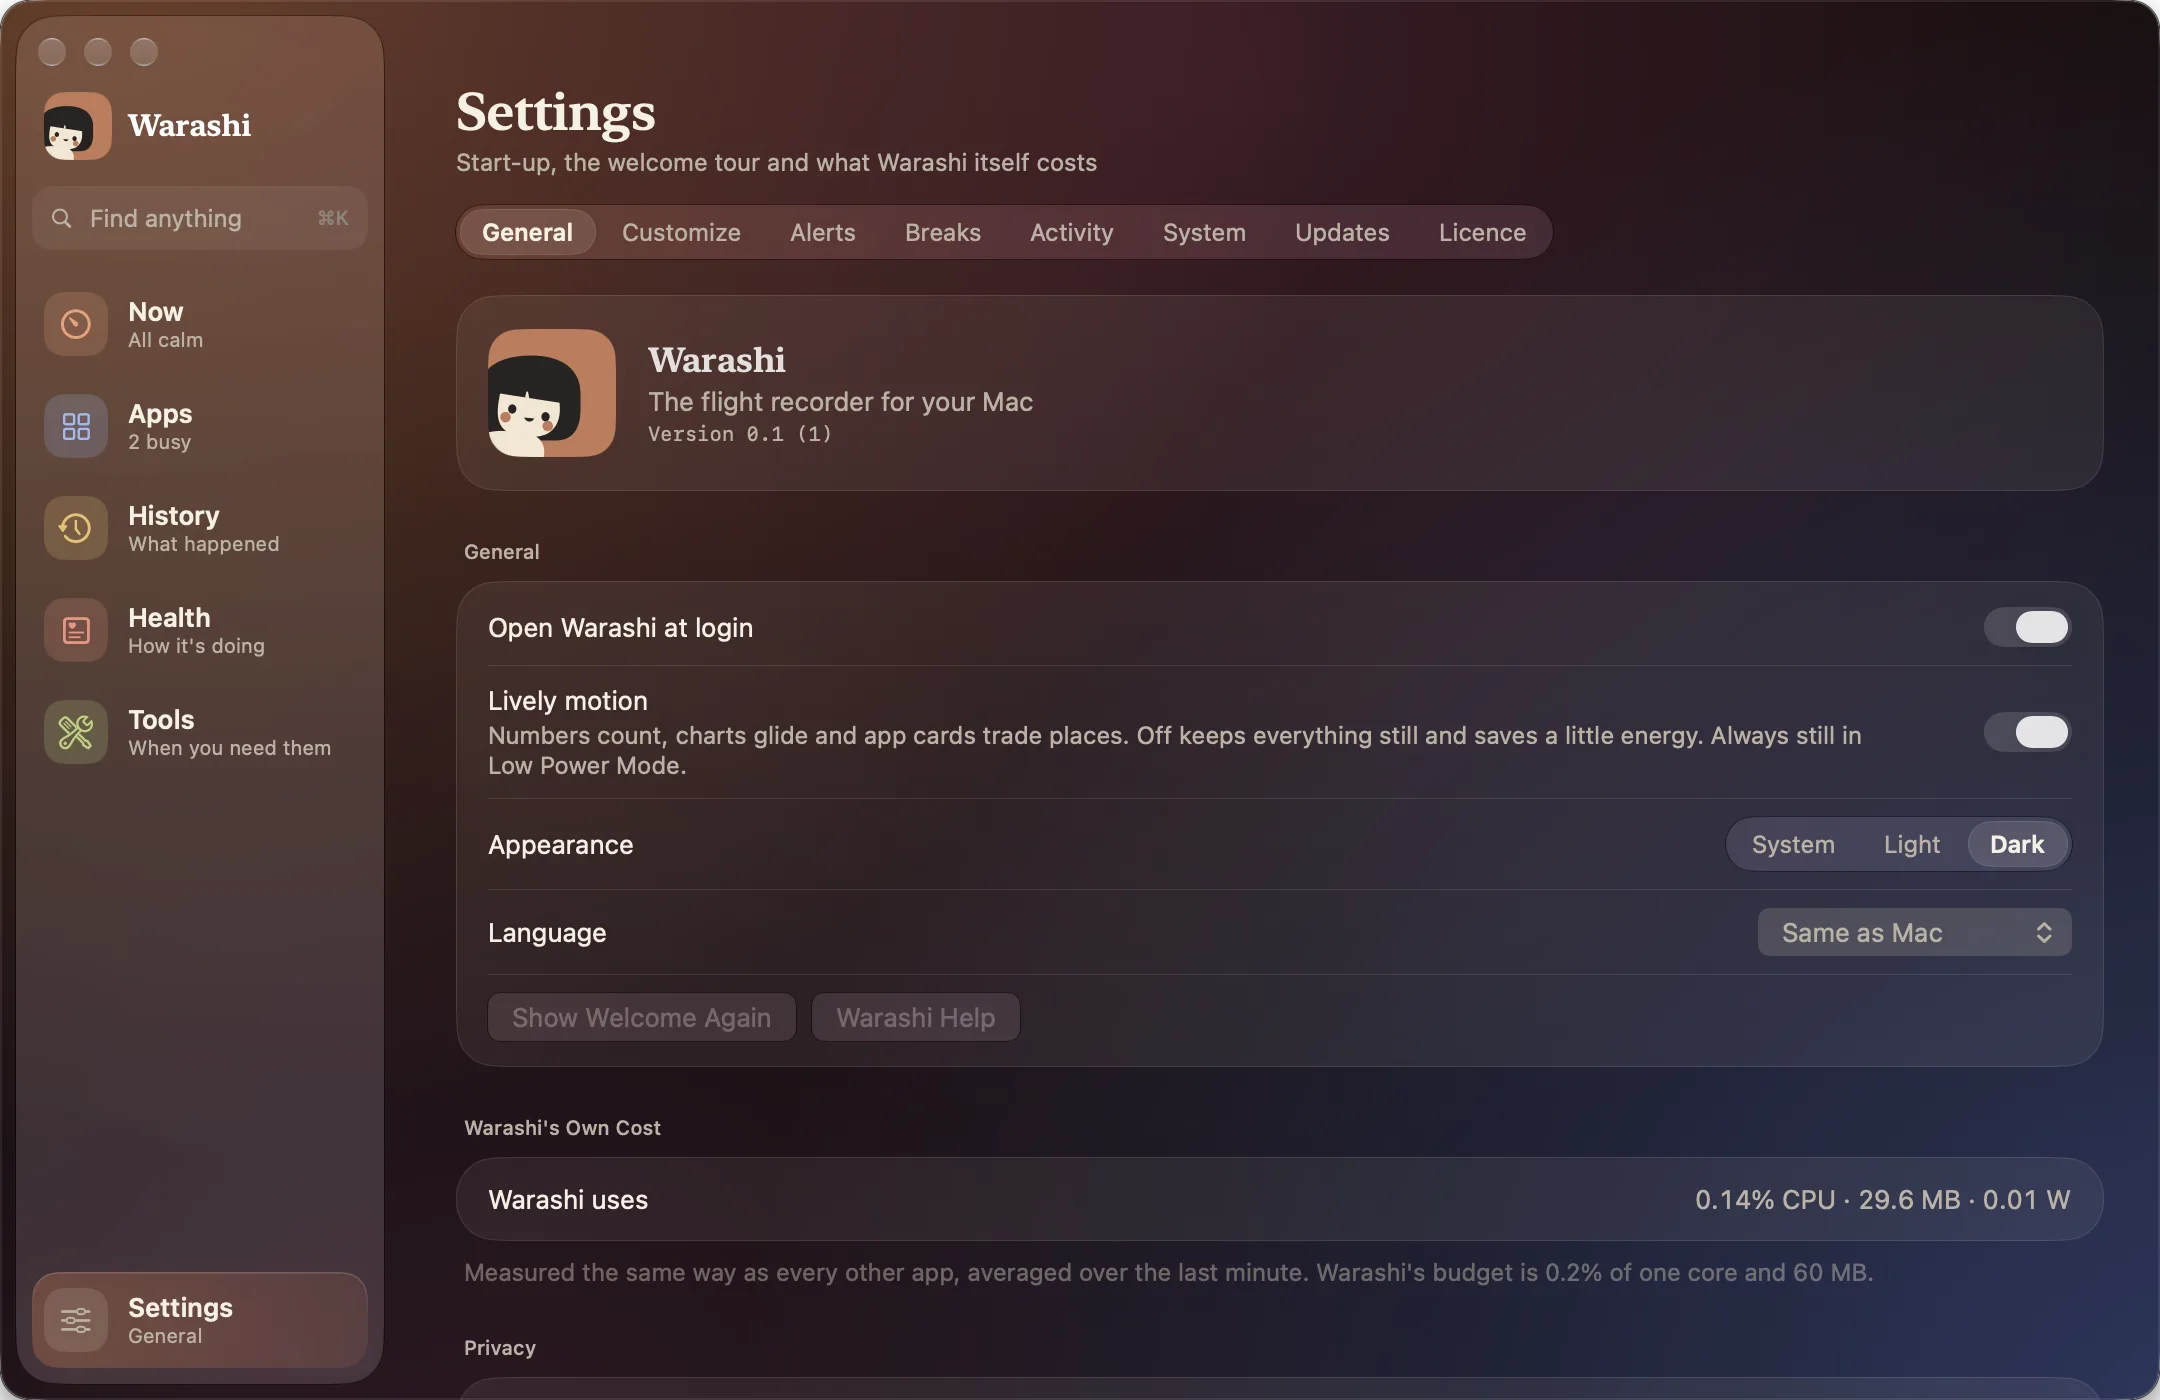 Warashi
Find anything ⌘K
Now
All calm
Apps
2 busy
History
What happened
Health
How it's doing
Tools
When you need them
Settings
General
Settings
Start-up, the welcome tour and what Warashi itself costs
General Customize Alerts Breaks Activity System Updates Licence
Warashi
The flight recorder for your Mac
Version 0.1 (1)
General
Open Warashi at login
Lively motion
Numbers count, charts glide and app cards trade places. Off keeps everything still and saves a little energy. Always still in
Low Power Mode.
Appearance System Light Dark
Language Same as Mac
Show Welcome Again Warashi Help
Warashi's Own Cost
Warashi uses 0.14% CPU · 29.6 MB · 0.01 W
Measured the same way as every other app, averaged over the last minute. Warashi's budget is 0.2% of one core and 60 MB.
Privacy